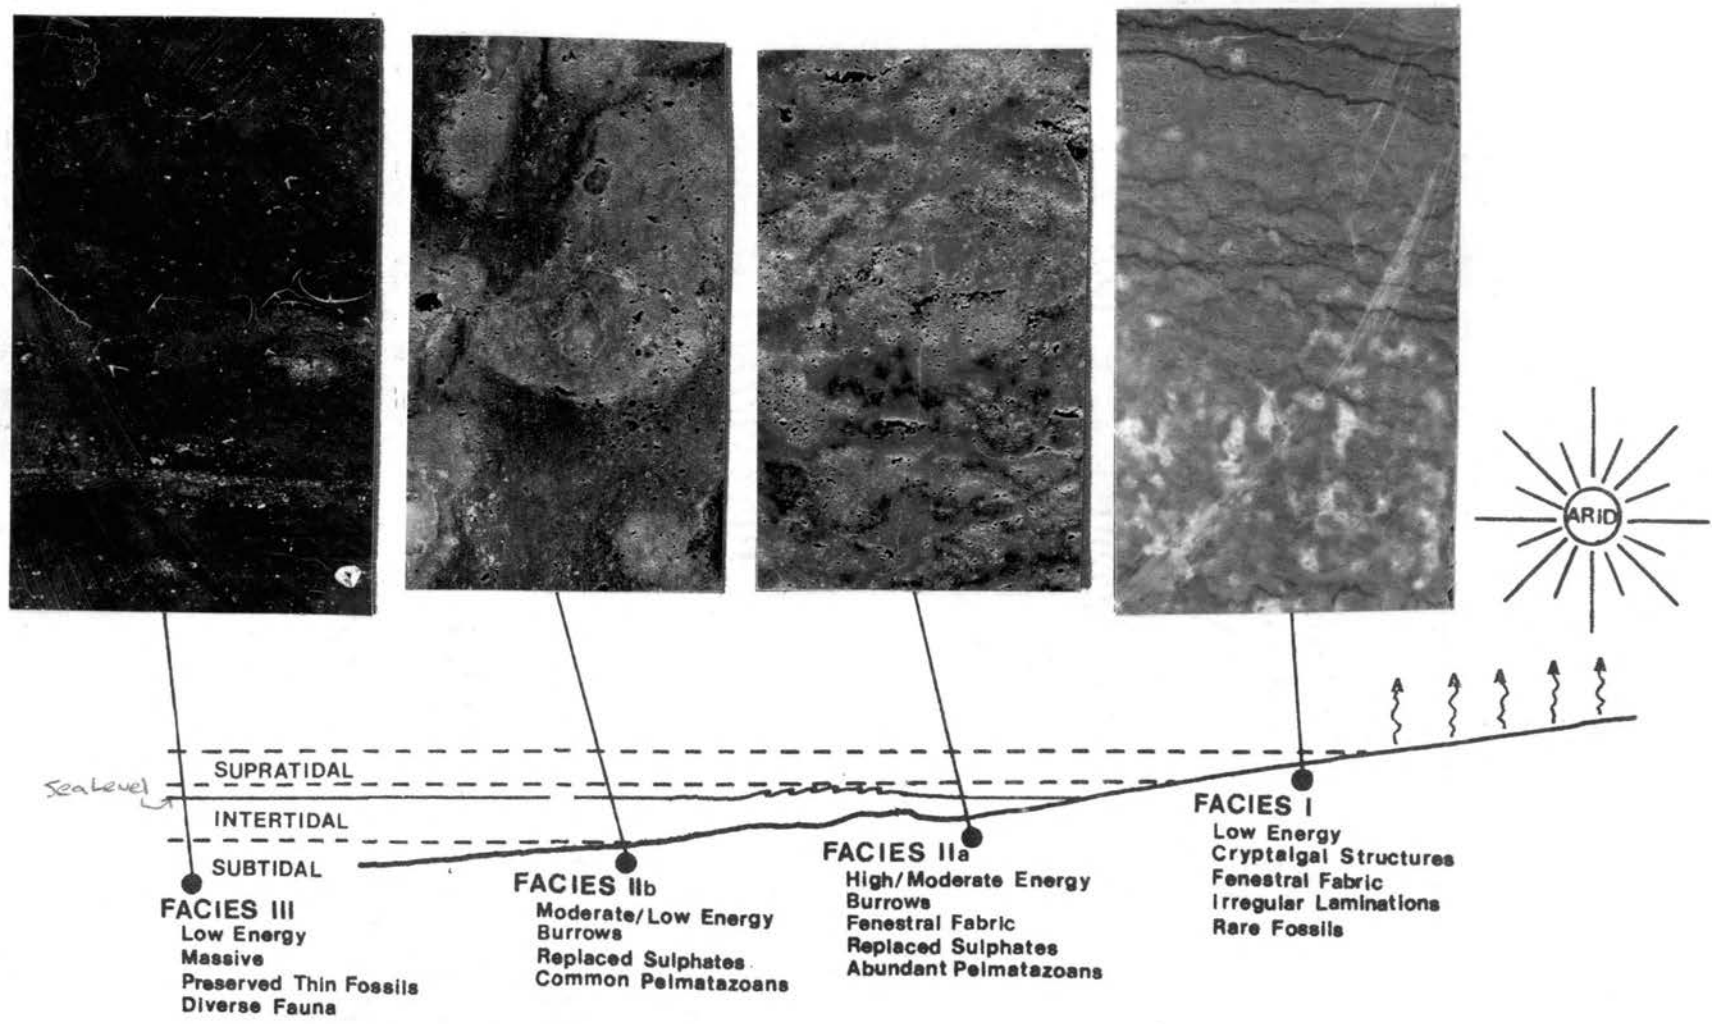 ARID
A A A A A
SUPRATIDAL
Sea Level
INTERTIDAL
SUBTIDAL
FACIES III
Low Energy
Massive
Preserved Thin Fossils
Diverse Fauna
FACIES IIb
Moderate/Low Energy
Burrows
Replaced Sulphates
Common Pelmatazoans
FACIES IIa
High/Moderate Energy
Burrows
Fenestral Fabric
Replaced Sulphates
Abundant Pelmatazoans
FACIES I
Low Energy
Cryptalgal Structures
Fenestral Fabric
Irregular Laminations
Rare Fossils